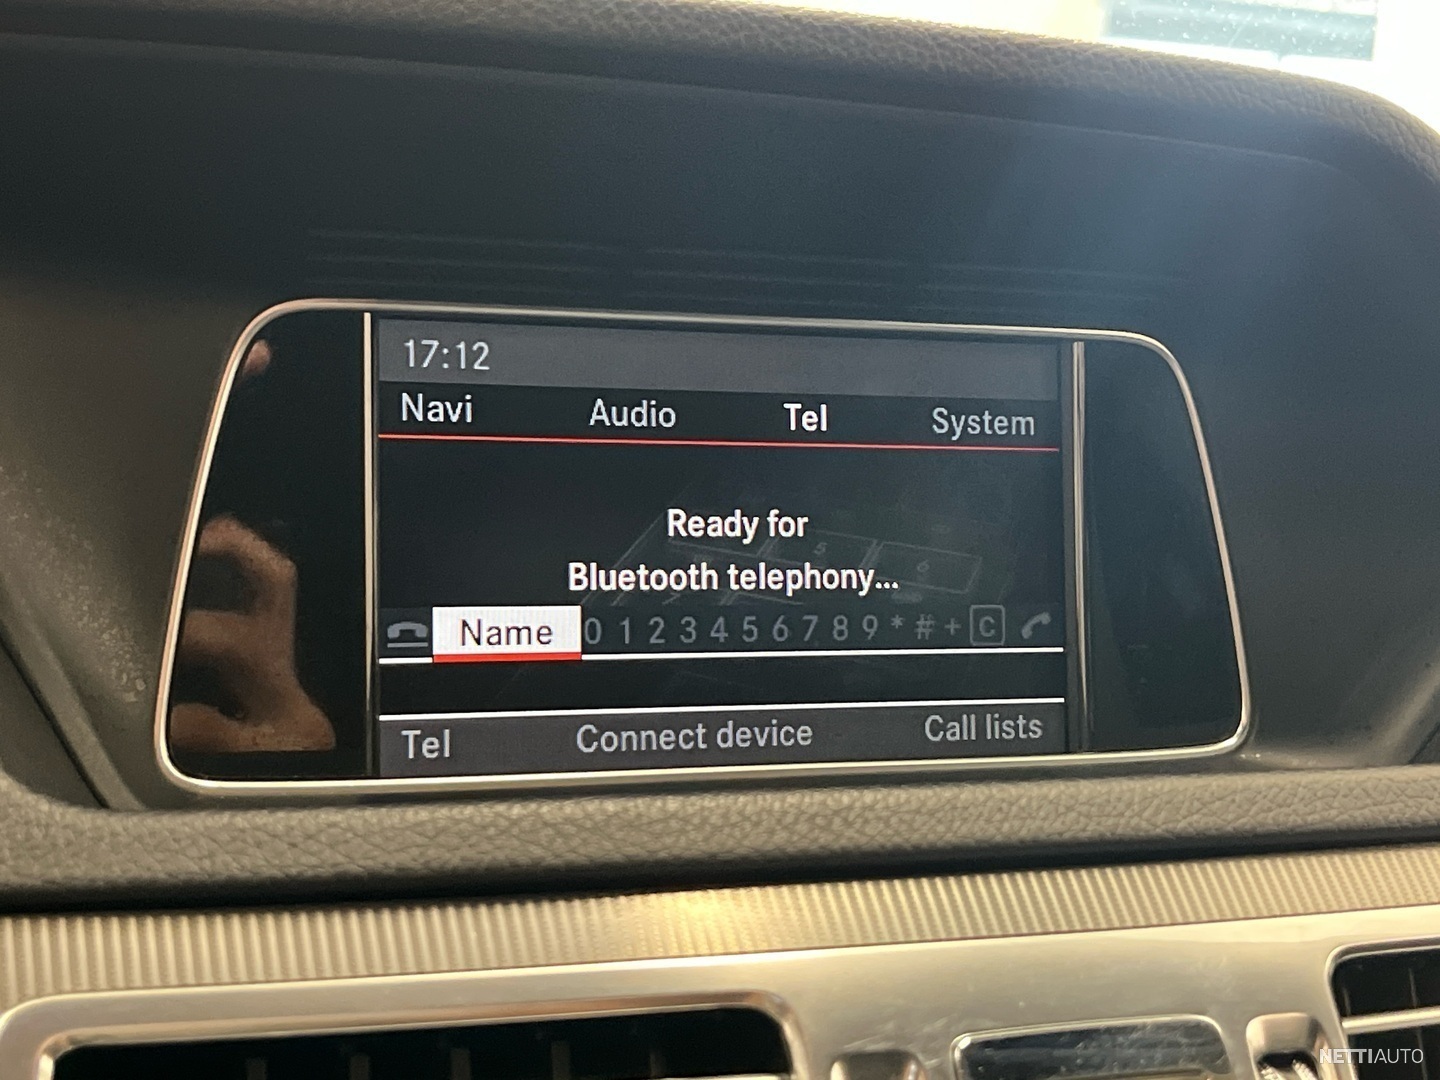 17:12
Navi Audio Tel System
Ready for
Bluetooth telephony...
Name 0 1 2 3 4 5 6 7 8 9 * # + C
Tel Connect device Call lists
NETTIAUTO